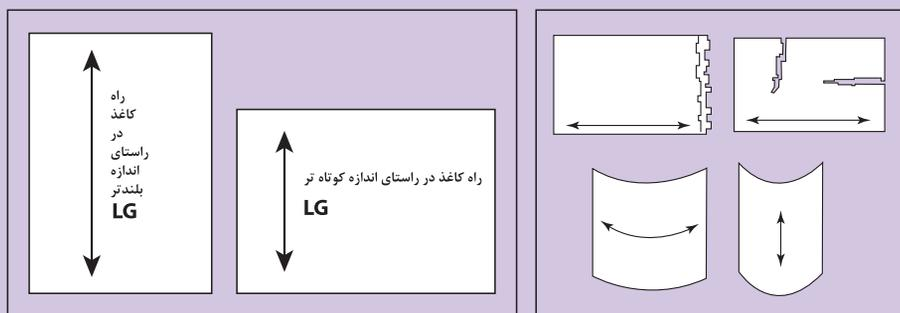 راه
کاغذ
در
راستای
اندازه
بلندتر
LG
راه کاغذ در راستای اندازه کوتاه تر
LG